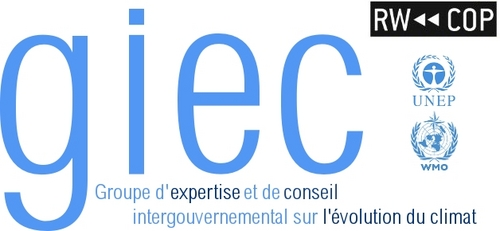 giec
RW◄◄COP
UNEP
WMO
Groupe d'expertise et de conseil
intergouvernemental sur l'évolution du climat